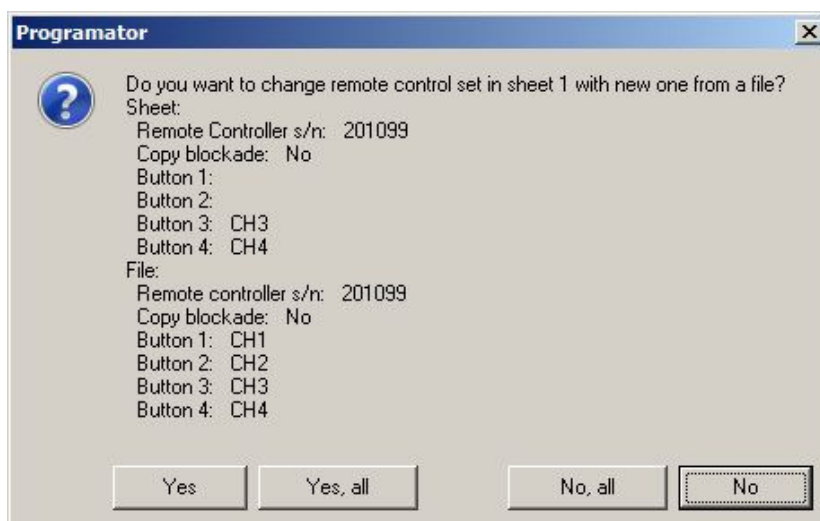 Programator
Do you want to change remote control set in sheet 1 with new one from a file?
Sheet:
Remote Controller s/n: 201099
Copy blockade: No
Button 1:
Button 2:
Button 3: CH3
Button 4: CH4
File:
Remote controller s/n: 201099
Copy blockade: No
Button 1: CH1
Button 2: CH2
Button 3: CH3
Button 4: CH4
Yes Yes, all No, all No